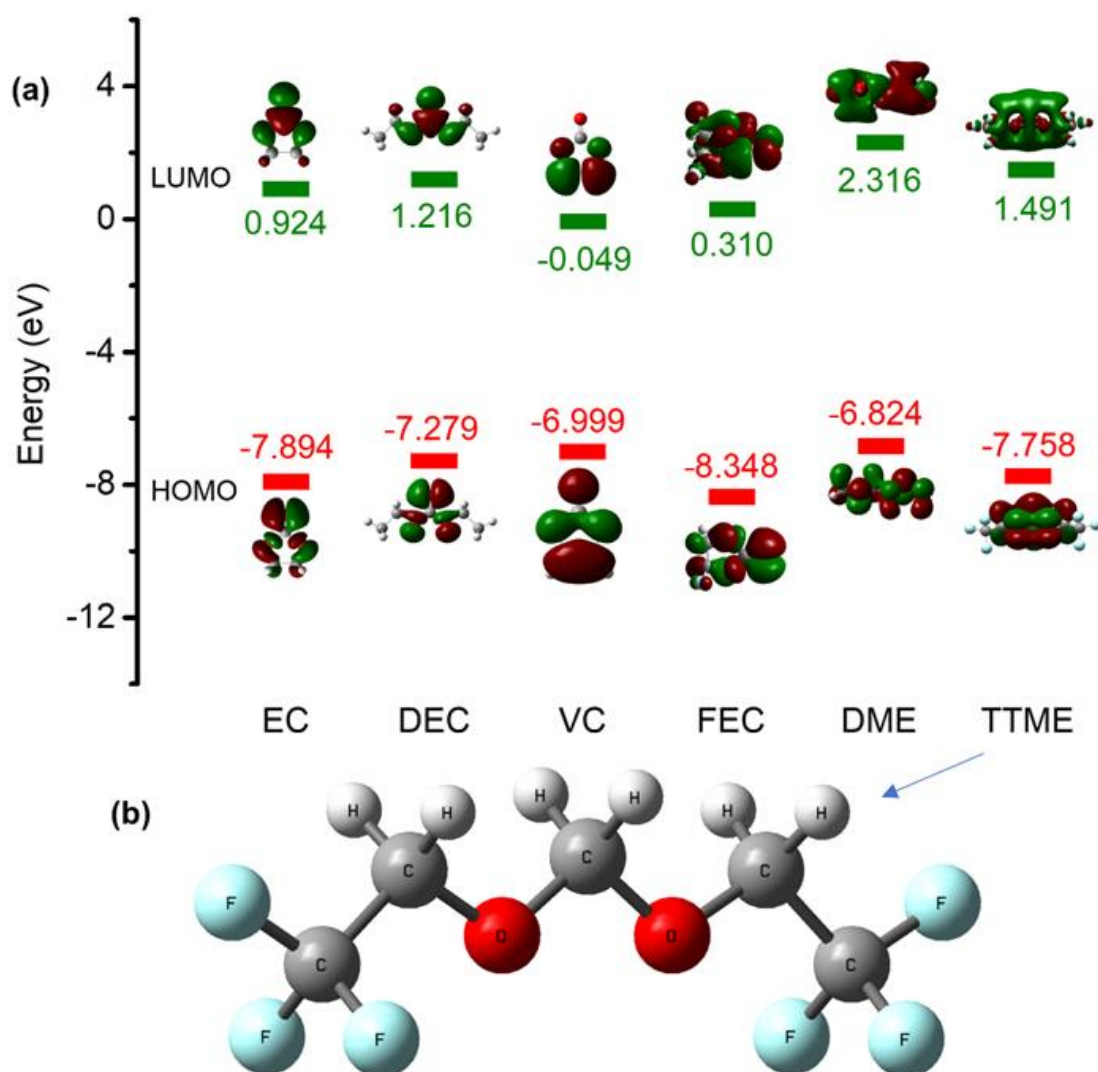 (a)
4
LUMO
0.924
1.216
-0.049
0.310
2.316
1.491
0
Energy (eV)
-4
-7.894
-7.279
-6.999
-8.348
-6.824
-7.758
-8
HOMO
-12
EC DEC VC FEC DME TTME
(b)
H H H H H H
C C C
F O O F
C C
F F F F